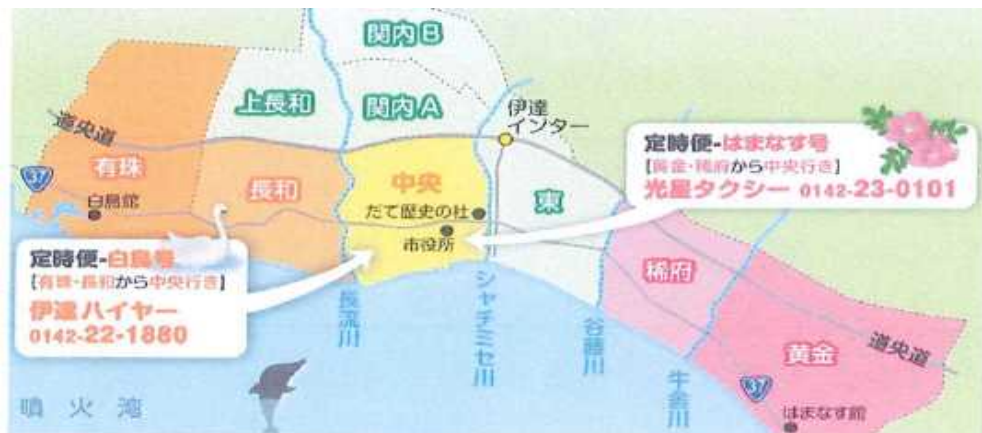 関内B
上長和
関内A
伊達
インター
道央道
定時便-はまなす号
[黄金・稀府から中央行き]
光星タクシー 0142-23-0101
有珠
37
白鳥館
長和
中央
だて歴史の杜
市役所
東
定時便-白鳥号
[有珠・長和から中央行き]
伊達ハイヤー
0142-22-1880
稀府
長流川
シャチミセ川
谷藤川
牛舎川
黄金
道央道
37
噴火湾
はまなす館